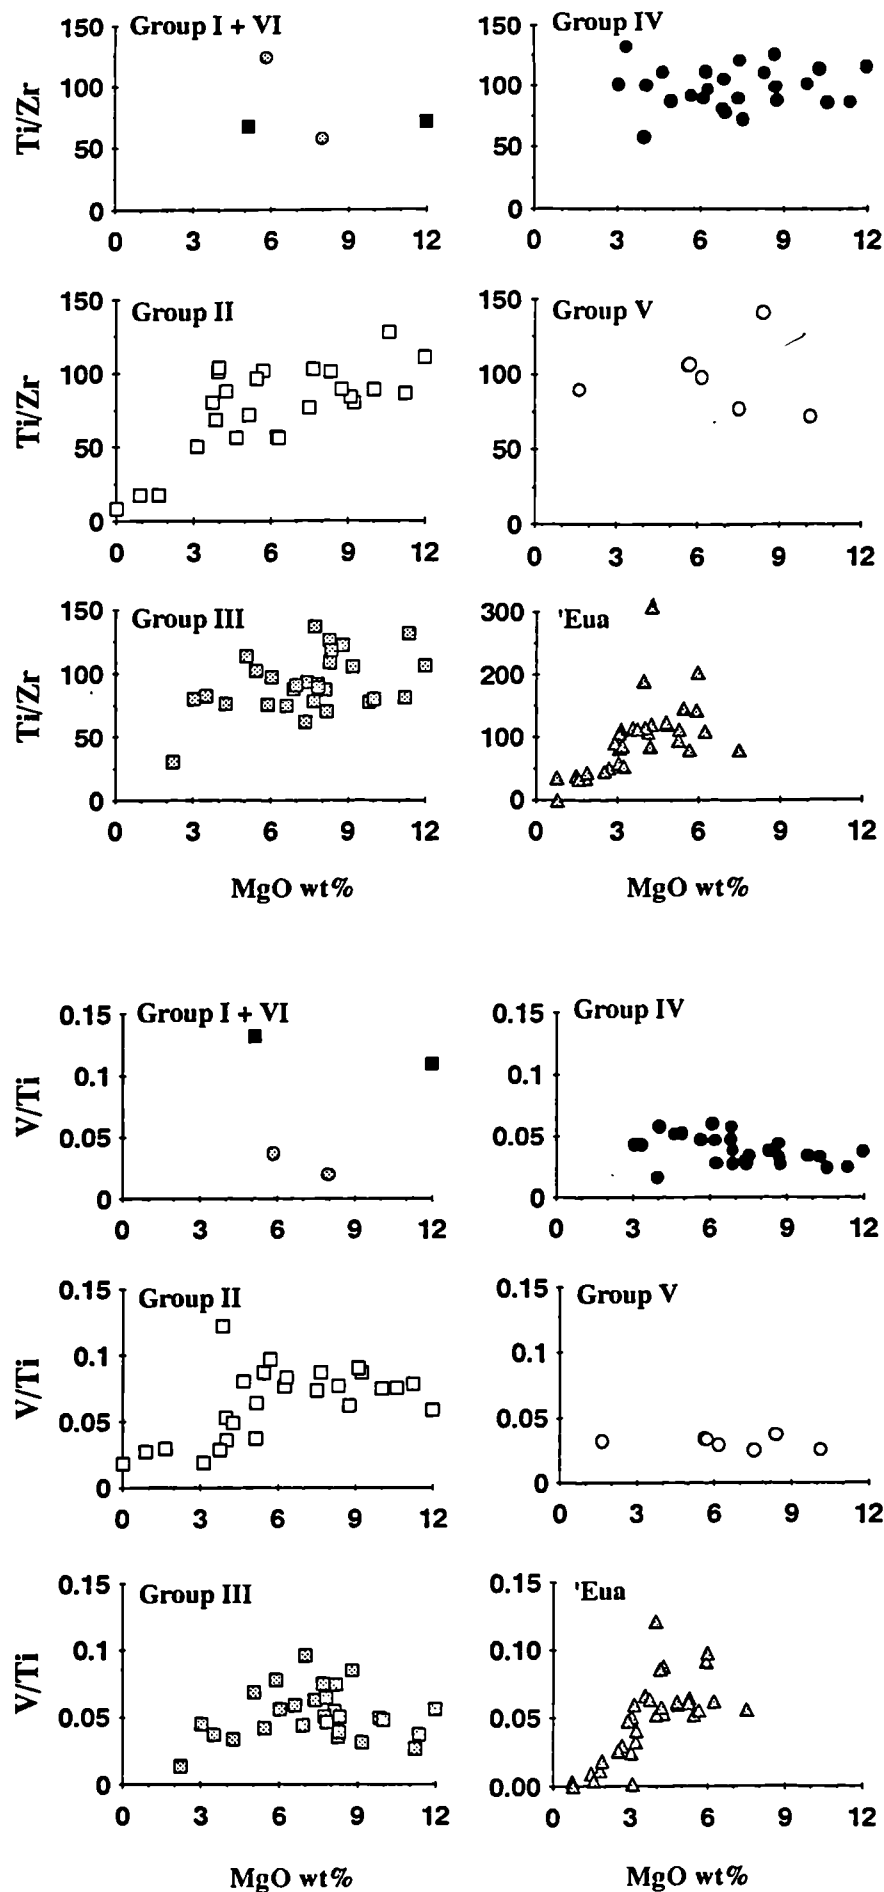 Group I + VI
150
100
50
0
Ti/Zr
0 3 6 9 12
Group IV
150
100
50
0
0 3 6 9 12
Group II
150
100
50
0
Ti/Zr
0 3 6 9 12
Group V
150
100
50
0
0 3 6 9 12
Group III
150
100
50
0
Ti/Zr
0 3 6 9 12
MgO wt%
'Eua
300
200
100
0
0 3 6 9 12
MgO wt%
Group I + VI
0.15
0.1
0.05
0
V/Ti
0 3 6 9 12
Group IV
0.15
0.1
0.05
0
0 3 6 9 12
Group II
0.15
0.1
0.05
0
V/Ti
0 3 6 9 12
Group V
0.15
0.1
0.05
0
0 3 6 9 12
Group III
0.15
0.1
0.05
0
V/Ti
0 3 6 9 12
MgO wt%
'Eua
0.15
0.10
0.05
0.00
0 3 6 9 12
MgO wt%